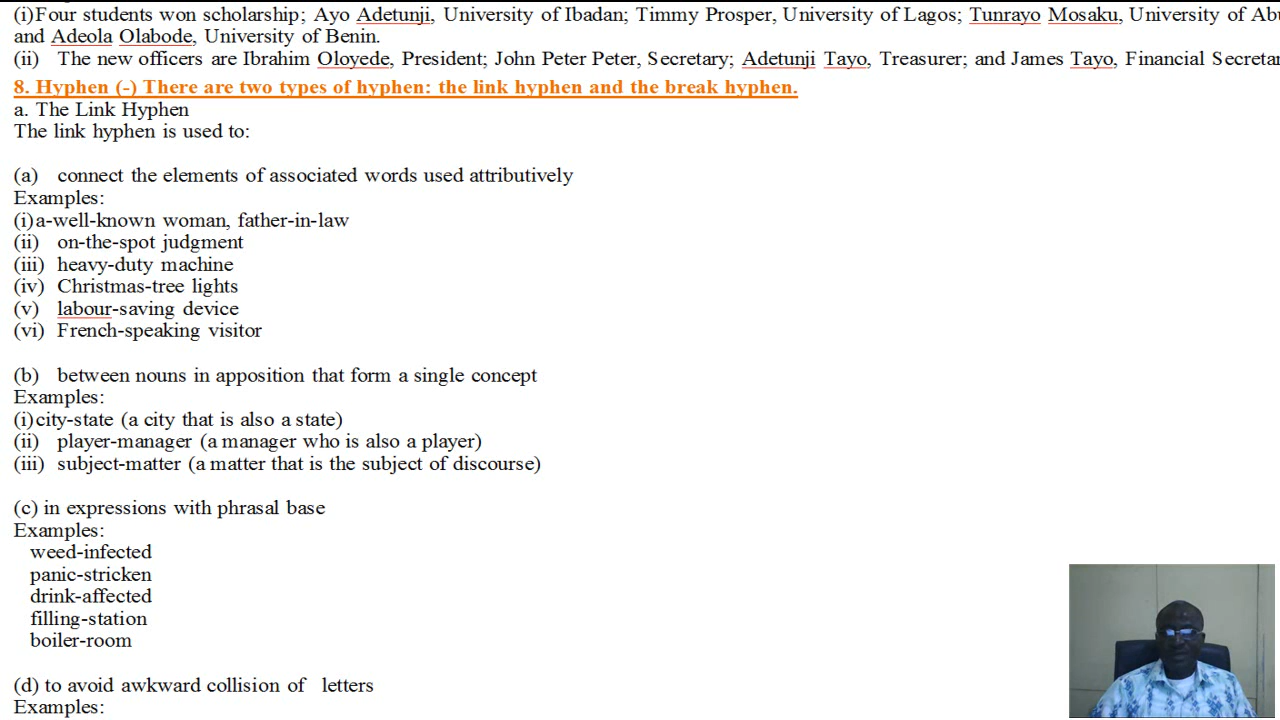 (i)Four students won scholarship; Ayo Adetunji, University of Ibadan; Timmy Prosper, University of Lagos; Tunrayo Mosaku, University of Abu
and Adeola Olabode, University of Benin.
(ii) The new officers are Ibrahim Oloyede, President; John Peter Peter, Secretary; Adetunji Tayo, Treasurer; and James Tayo, Financial Secretar
8. Hyphen (-) There are two types of hyphen: the link hyphen and the break hyphen.
a. The Link Hyphen
The link hyphen is used to:
(a) connect the elements of associated words used attributively
Examples:
(i)a-well-known woman, father-in-law
(ii) on-the-spot judgment
(iii) heavy-duty machine
(iv) Christmas-tree lights
(v) labour-saving device
(vi) French-speaking visitor
(b) between nouns in apposition that form a single concept
Examples:
(i)city-state (a city that is also a state)
(ii) player-manager (a manager who is also a player)
(iii) subject-matter (a matter that is the subject of discourse)
(c) in expressions with phrasal base
Examples:
weed-infected
panic-stricken
drink-affected
filling-station
boiler-room
(d) to avoid awkward collision of letters
Examples: